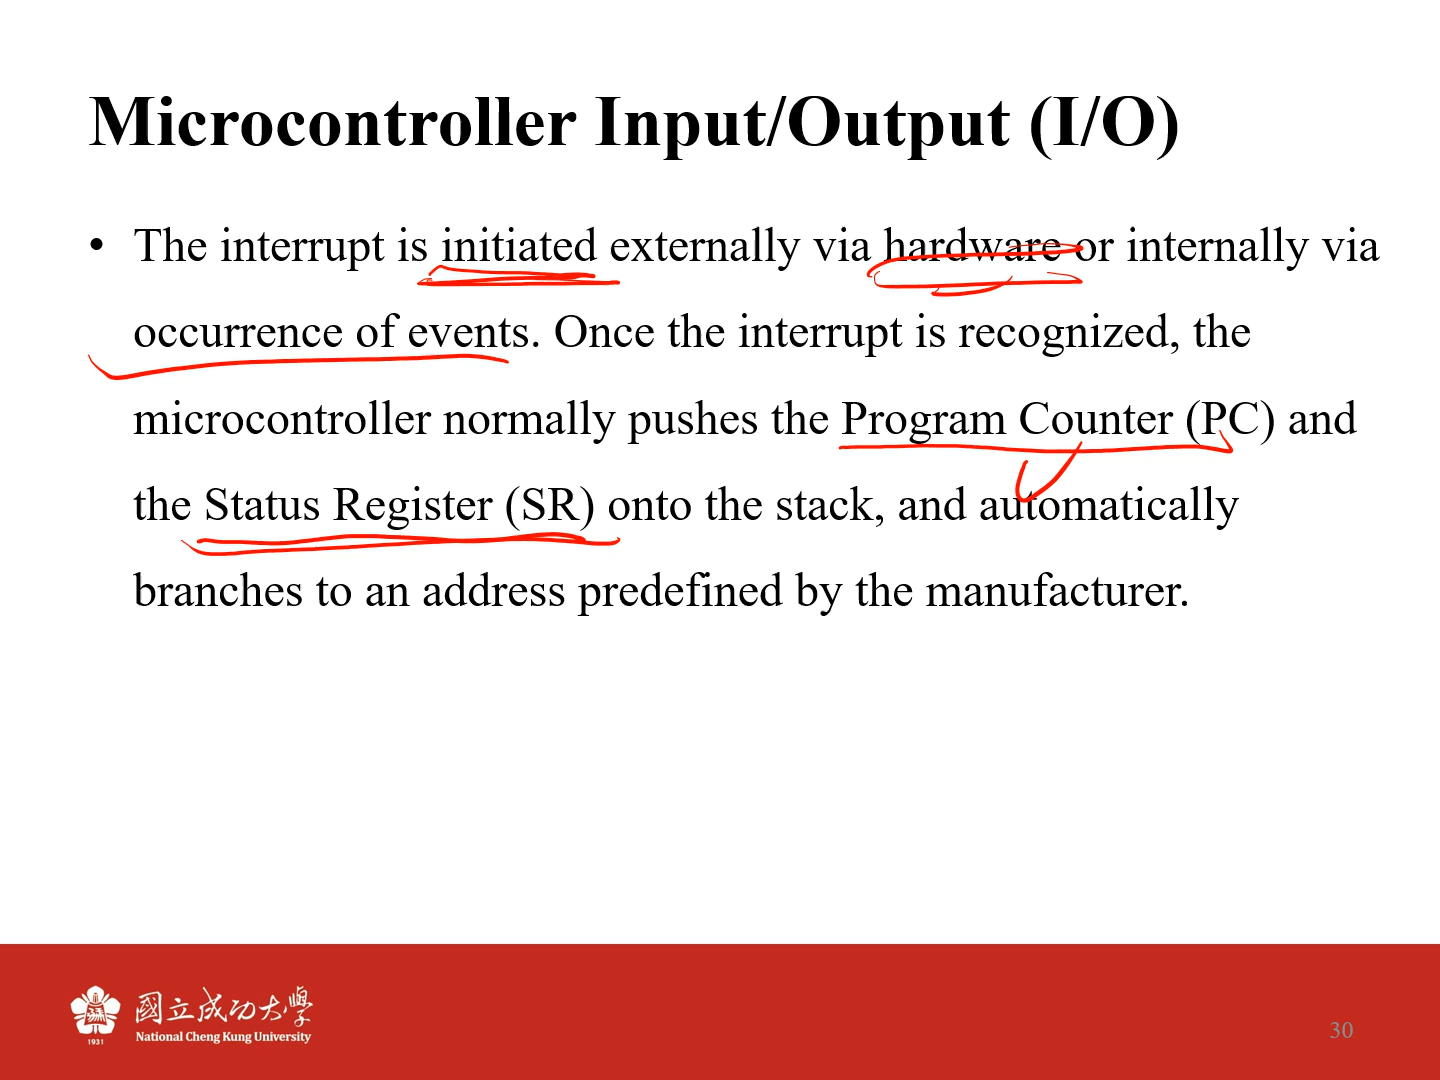 Microcontroller Input/Output (I/O)
• The interrupt is initiated externally via hardware or internally via
occurrence of events. Once the interrupt is recognized, the
microcontroller normally pushes the Program Counter (PC) and
the Status Register (SR) onto the stack, and automatically
branches to an address predefined by the manufacturer.
國立成功大學
National Cheng Kung University
1931
30